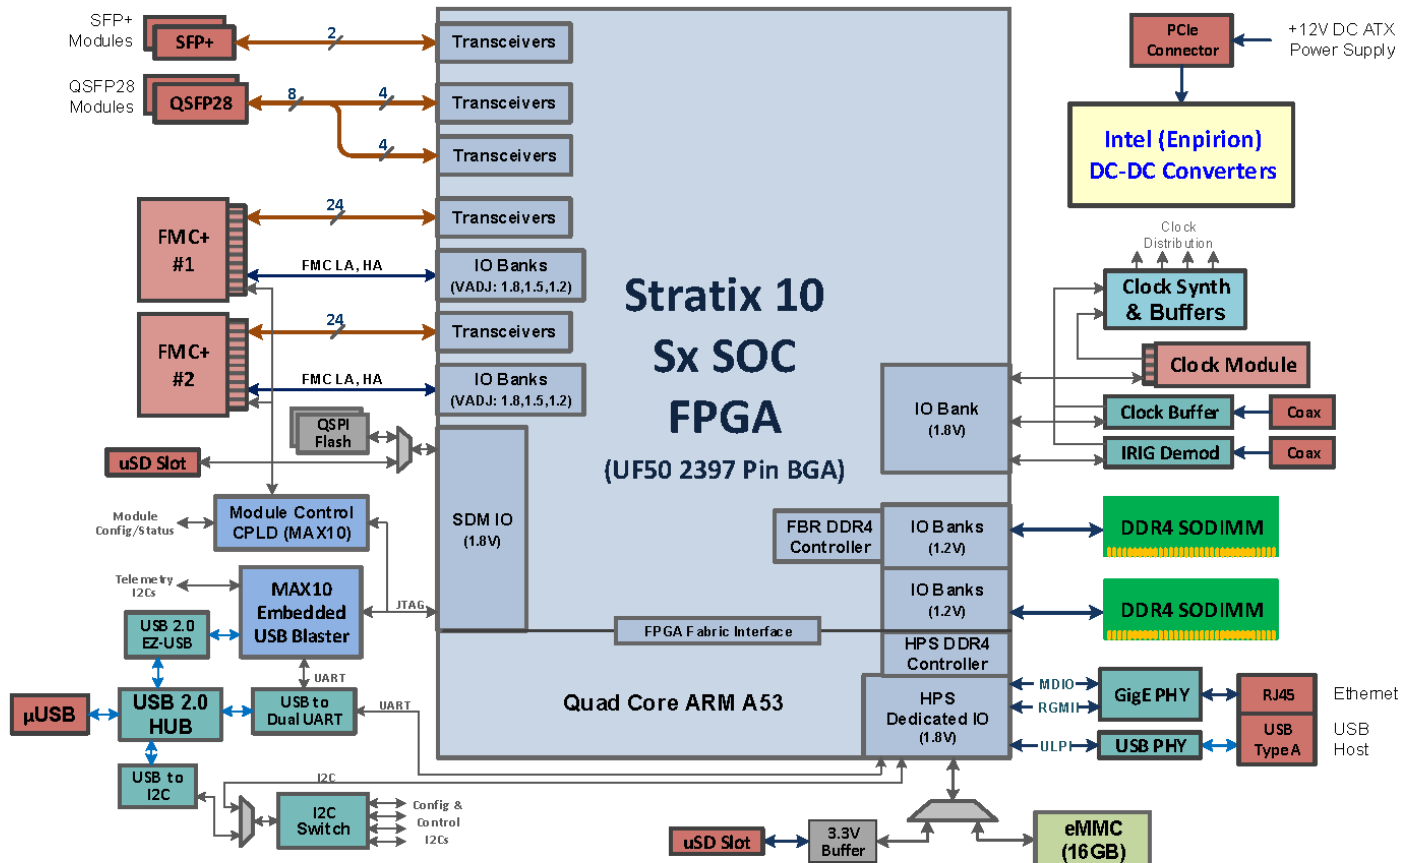 SFP+
Modules
SFP+
2
Transceivers
QSFP28
Modules
QSFP28
8
4
Transceivers
4
Transceivers
FMC+
#1
24
Transceivers
FMC LA, HA
IO Banks
(VADJ: 1.8,1.5,1.2)
FMC+
#2
24
Transceivers
FMC LA, HA
IO Banks
(VADJ: 1.8,1.5,1.2)
QSPI
Flash
uSD Slot
SDM IO
(1.8V)
Module
Config/Status
Module Control
CPLD (MAX10)
Telemetry
I2Cs
MAX10
Embedded
USB Blaster
JTAG
USB 2.0
EZ-USB
UART
µUSB
USB 2.0
HUB
USB to
Dual UART
UART
USB to
I2C
I2C
I2C
Switch
Config &
Control
I2Cs
Stratix 10
Sx SOC
FPGA
(UF50 2397 Pin BGA)
FPGA Fabric Interface
Quad Core ARM A53
PCIe
Connector
+12V DC ATX
Power Supply
Intel (Enpirion)
DC-DC Converters
Clock
Distribution
Clock Synth
& Buffers
Clock Module
IO Bank
(1.8V)
Clock Buffer
Coax
IRIG Demod
Coax
FBR DDR4
Controller
IO Banks
(1.2V)
DDR4 SODIMM
IO Banks
(1.2V)
DDR4 SODIMM
HPS DDR4
Controller
HPS
Dedicated IO
(1.8V)
MDIO
RGMII
GigE PHY
RJ45
Ethernet
ULPI
USB PHY
USB
Type A
USB
Host
uSD Slot
3.3V
Buffer
eMMC
(16GB)